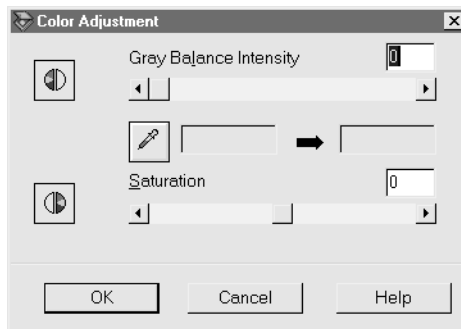 Color Adjustment
Gray Balance Intensity 0
Saturation 0
OK Cancel Help